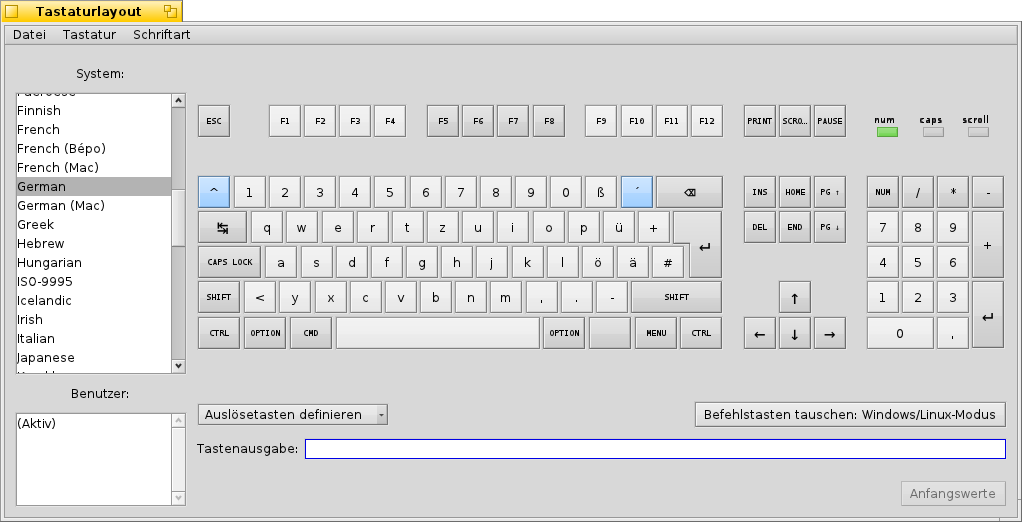 Tastaturlayout
Datei Tastatur Schriftart
System:
Finnish
French
French (Bépo)
French (Mac)
German
German (Mac)
Greek
Hebrew
Hungarian
ISO-9995
Icelandic
Irish
Italian
Japanese
Benutzer:
(Aktiv)
ESC F1 F2 F3 F4 F5 F6 F7 F8 F9 F10 F11 F12 PRINT SCRO... PAUSE num caps scroll
^ 1 2 3 4 5 6 7 8 9 0 ß ´ ⌫ INS HOME PG ↑ NUM / * -
↹ q w e r t z u i o p ü + ↵ DEL END PG ↓ 7 8 9 +
CAPS LOCK a s d f g h j k l ö ä # 4 5 6
SHIFT < y x c v b n m , . - SHIFT ↑ 1 2 3 ↵
CTRL OPTION CMD OPTION MENU CTRL ← ↓ → 0 ,
Auslösetasten definieren Befehlstasten tauschen: Windows/Linux-Modus
Tastenausgabe:
Anfangswerte